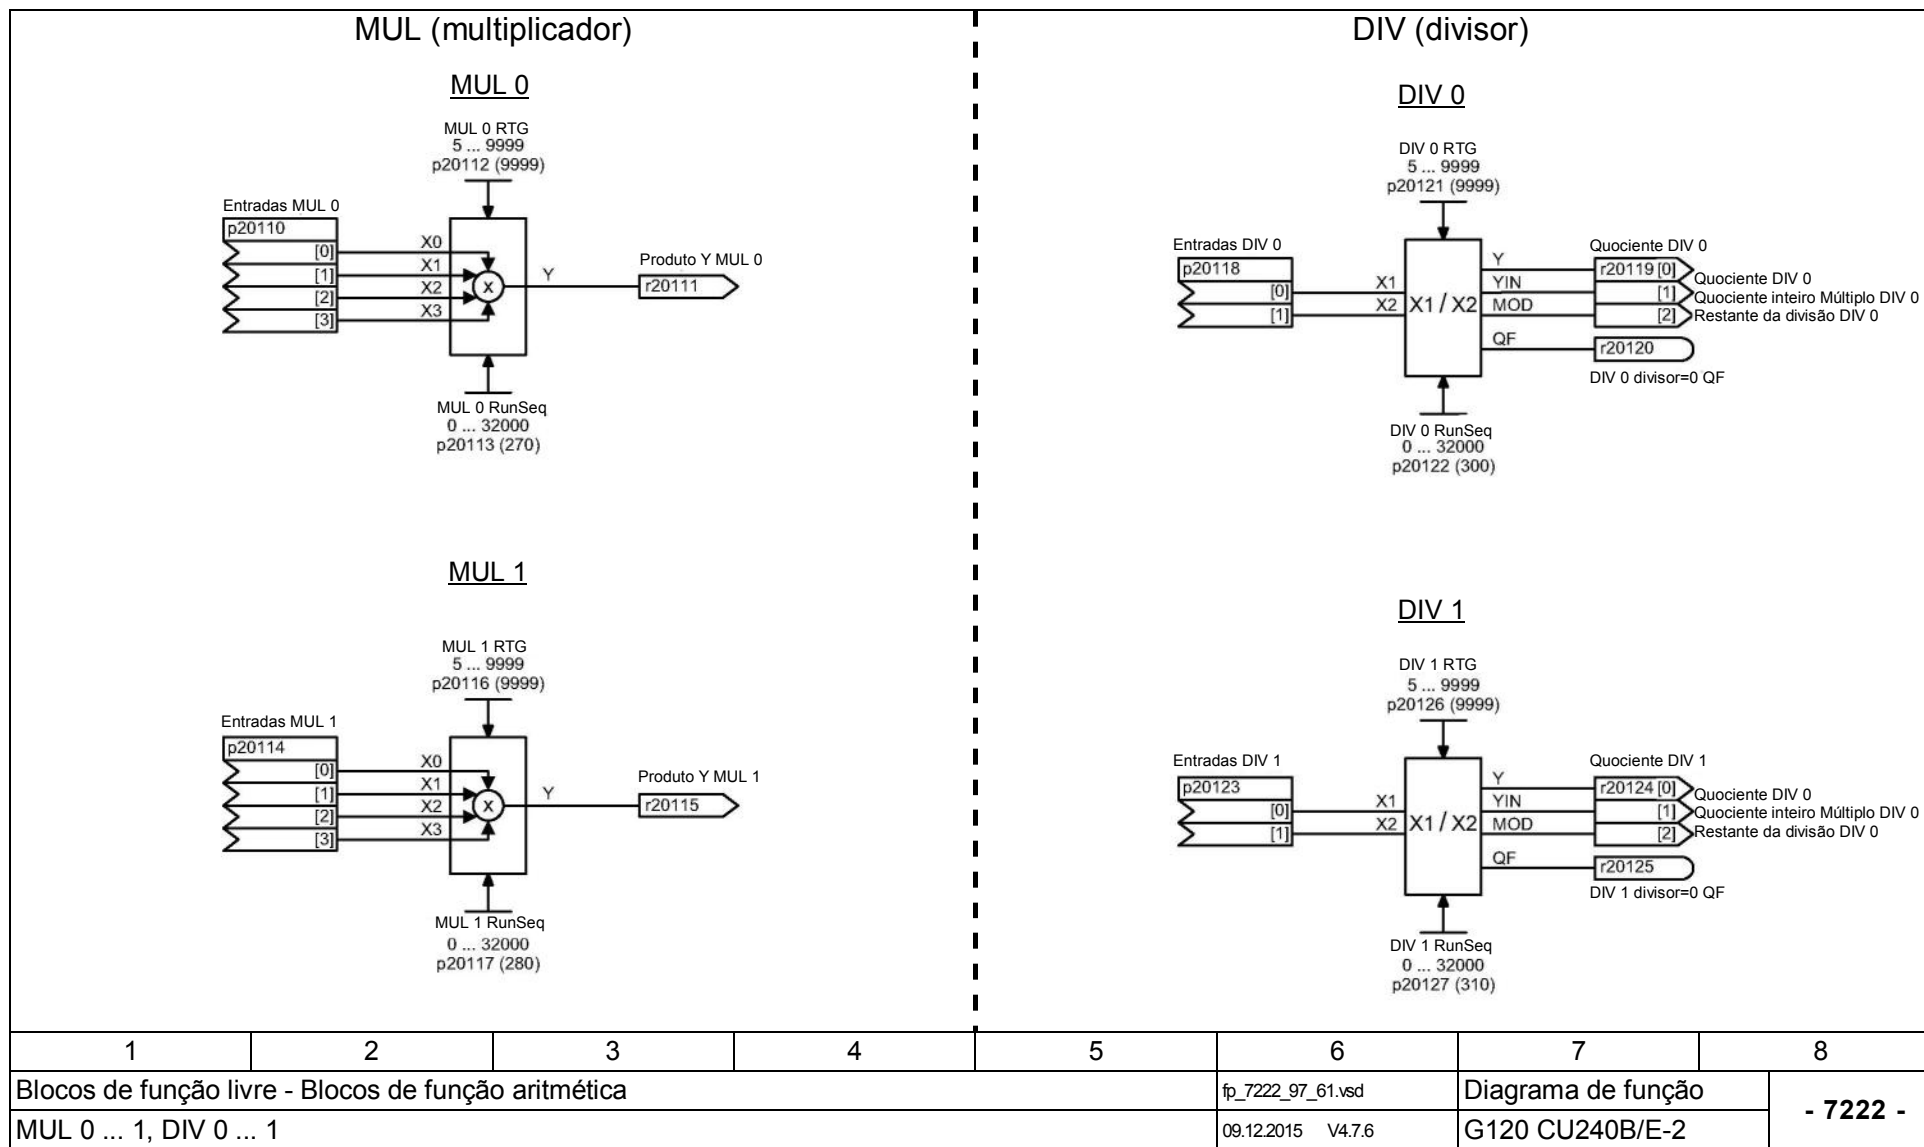 MUL (multiplicador)
MUL 0
MUL 0 RTG
5 ... 9999
p20112 (9999)
Entradas MUL 0
p20110
[0]
[1]
[2]
[3]
X0
X1
X2
X3
X
Y
Produto Y MUL 0
r20111
MUL 0 RunSeq
0 ... 32000
p20113 (270)
MUL 1
MUL 1 RTG
5 ... 9999
p20116 (9999)
Entradas MUL 1
p20114
[0]
[1]
[2]
[3]
X0
X1
X2
X3
X
Y
Produto Y MUL 1
r20115
MUL 1 RunSeq
0 ... 32000
p20117 (280)
DIV (divisor)
DIV 0
DIV 0 RTG
5 ... 9999
p20121 (9999)
Entradas DIV 0
p20118
[0]
[1]
X1
X2
X1 / X2
Y
YIN
MOD
QF
Quociente DIV 0
r20119 [0]
[1]
[2]
Quociente DIV 0
Quociente inteiro Múltiplo DIV 0
Restante da divisão DIV 0
r20120
DIV 0 divisor=0 QF
DIV 0 RunSeq
0 ... 32000
p20122 (300)
DIV 1
DIV 1 RTG
5 ... 9999
p20126 (9999)
Entradas DIV 1
p20123
[0]
[1]
X1
X2
X1 / X2
Y
YIN
MOD
QF
Quociente DIV 1
r20124 [0]
[1]
[2]
Quociente DIV 0
Quociente inteiro Múltiplo DIV 0
Restante da divisão DIV 0
r20125
DIV 1 divisor=0 QF
DIV 1 RunSeq
0 ... 32000
p20127 (310)
1 2 3 4 5 6 7 8
Blocos de função livre - Blocos de função aritmética
MUL 0 ... 1, DIV 0 ... 1
fp_7222_97_61.vsd
09.12.2015 V4.7.6
Diagrama de função
G120 CU240B/E-2
- 7222 -